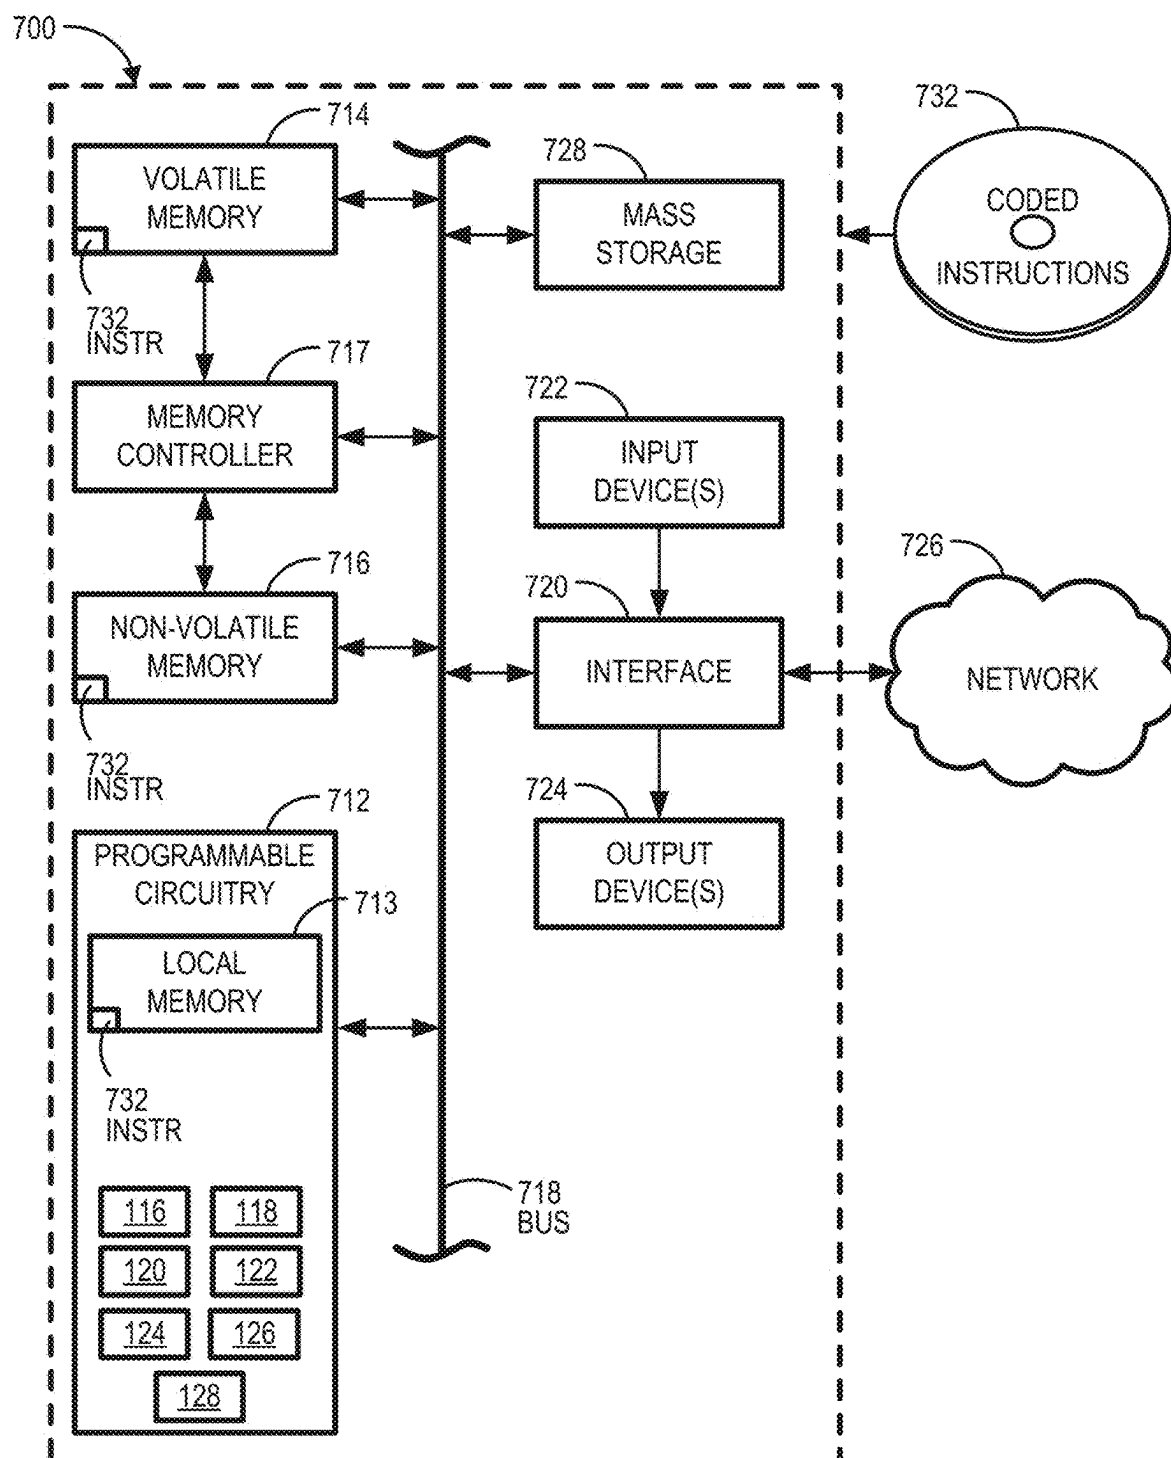 700
714
VOLATILE
MEMORY
732
INSTR
717
MEMORY
CONTROLLER
716
NON-VOLATILE
MEMORY
732
INSTR
712
PROGRAMMABLE
CIRCUITRY
713
LOCAL
MEMORY
732
INSTR
116
118
120
122
124
126
128
718
BUS
728
MASS
STORAGE
722
INPUT
DEVICE(S)
720
INTERFACE
724
OUTPUT
DEVICE(S)
732
CODED
INSTRUCTIONS
726
NETWORK